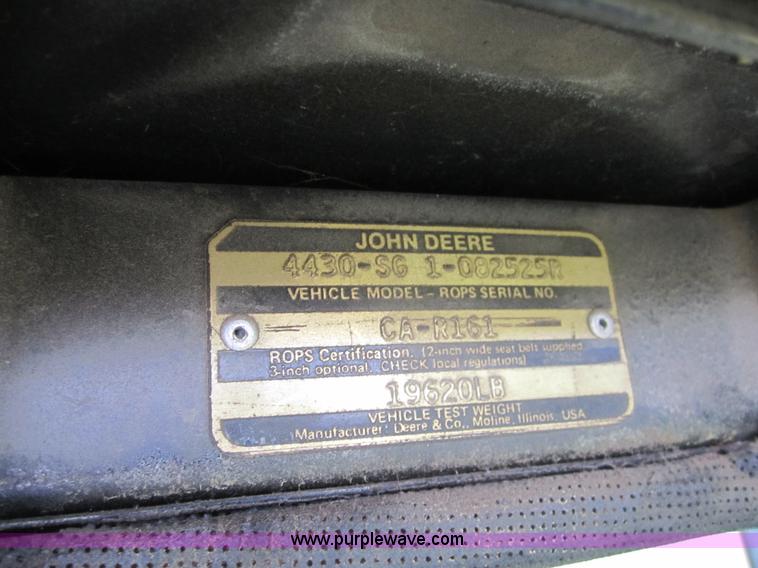 JOHN DEERE
4430-SG 1-082525R
VEHICLE MODEL - ROPS SERIAL NO.
CA-R161
ROPS Certification. (2-inch wide seat belt supplied.
3-inch optional, CHECK local regulations)
19620LB
VEHICLE TEST WEIGHT
Manufacturer: Deere & Co., Moline, Illinois, USA
www.purplewave.com